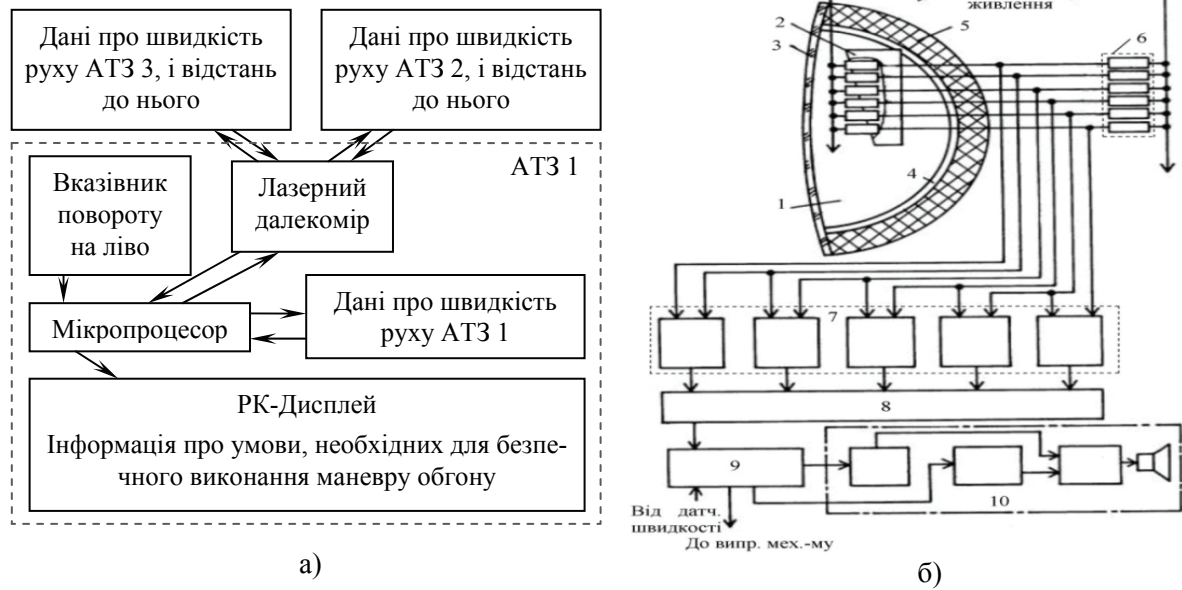 Дані про швидкість
руху АТЗ 3, і відстань
до нього
Дані про швидкість
руху АТЗ 2, і відстань
до нього
АТЗ 1
Вказівник
повороту
на ліво
Лазерний
далекомір
Мікропроцесор
Дані про швидкість
руху АТЗ 1
РК-Дисплей
Інформація про умови, необхідних для безпе-
чного виконання маневру обгону
а)
живлення
2
3
5
6
4
1
7
8
9
10
Від датч.
швидкості
До випр. мех.-му
б)